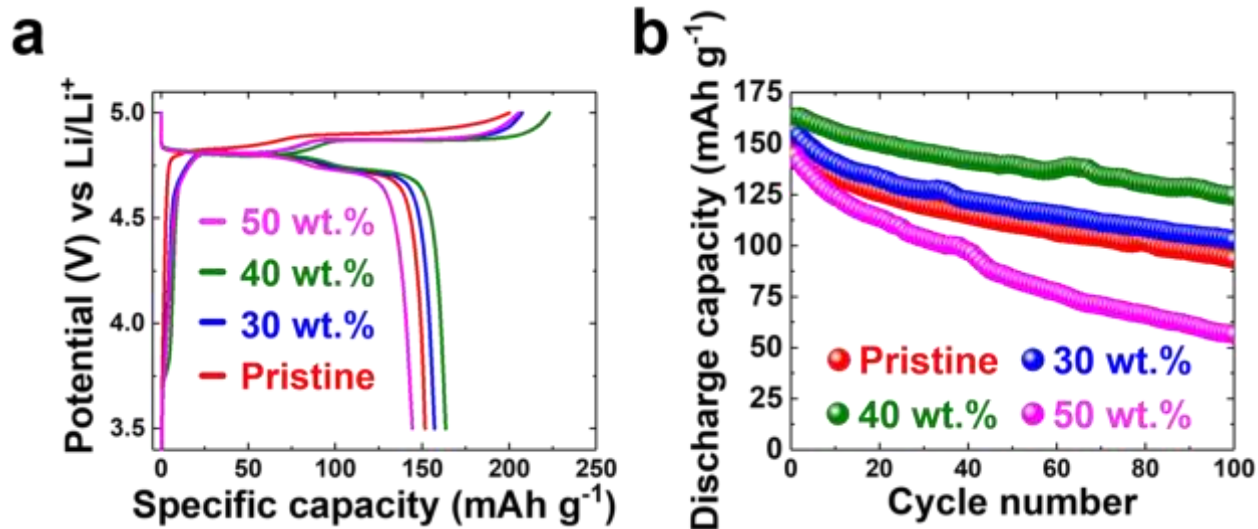 a
Potential (V) vs Li/Li⁺
5.0
4.5
4.0
3.5
50 wt.%
40 wt.%
30 wt.%
Pristine
0 50 100 150 200 250
Specific capacity (mAh g⁻¹)
b
Discharge capacity (mAh g⁻¹)
175
150
125
100
75
50
25
0
Pristine 30 wt.%
40 wt.% 50 wt.%
0 20 40 60 80 100
Cycle number